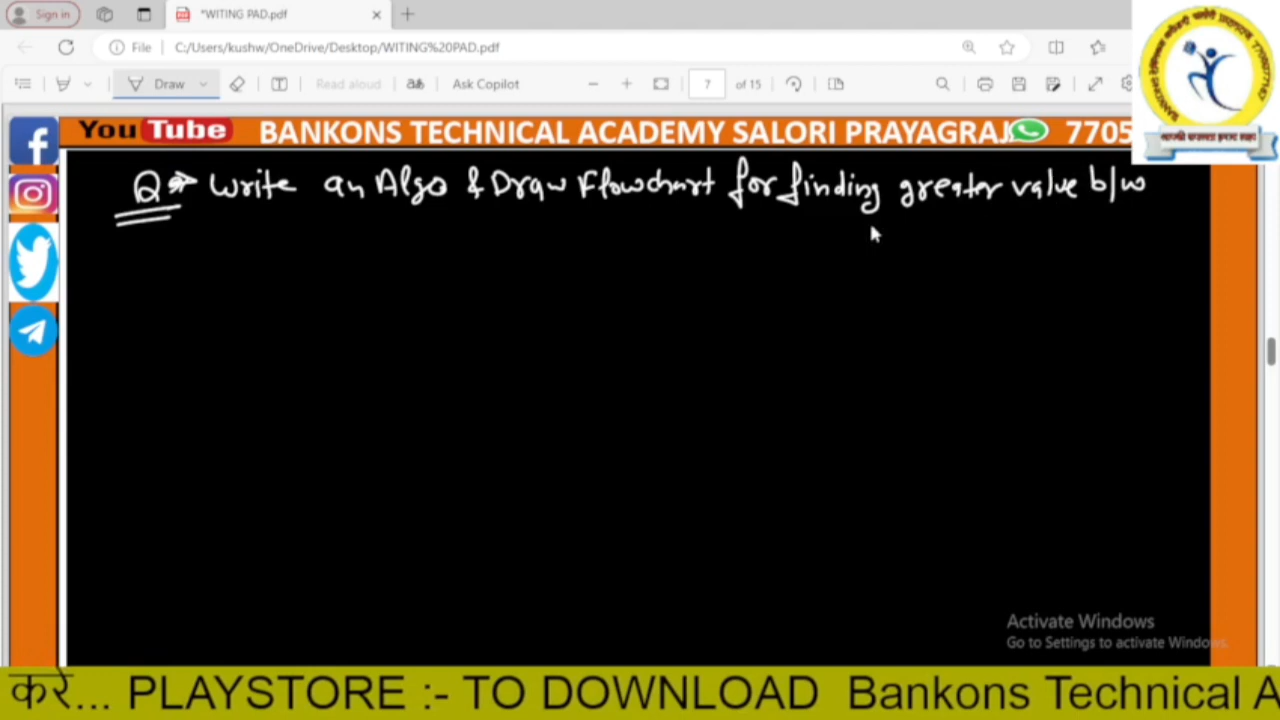 Sign in
*WITING PAD.pdf
File C:/Users/kushw/OneDrive/Desktop/WITING%20PAD.pdf
Draw Read aloud Ask Copilot 7 of 15
You Tube BANKONS TECHNICAL ACADEMY SALORI PRAYAGRAJ 7705
Q→ Write an Algo & Draw Flowchart for finding greater value b/w
Activate Windows
Go to Settings to activate Windows.
करे... PLAYSTORE :- TO DOWNLOAD Bankons Technical A